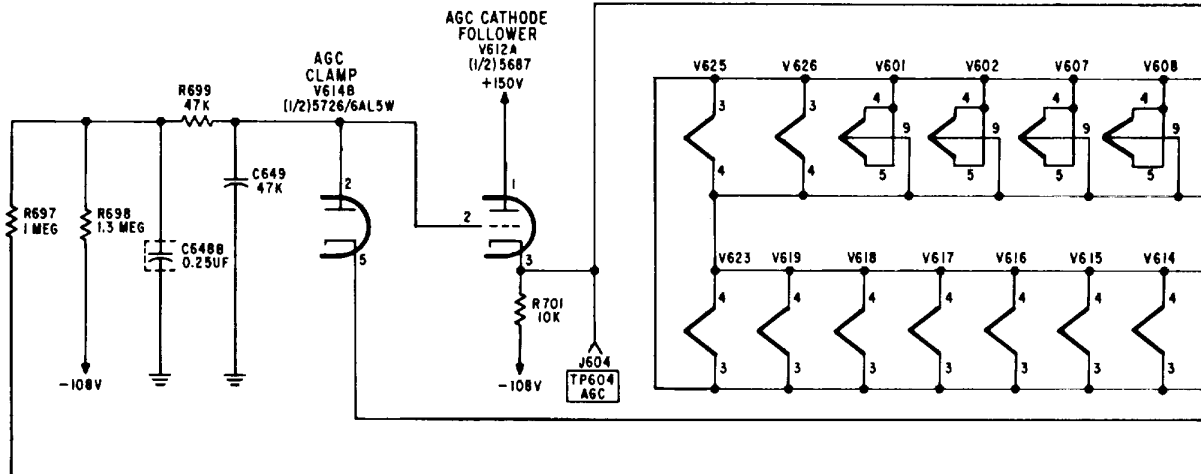 AGC CATHODE
FOLLOWER
V612A
(1/2)5687
+150V
AGC
CLAMP
V614B
(1/2)5726/6AL5W
R699
47K
C649
47K
R697
1 MEG
R698
1.3 MEG
C648B
0.25UF
-108V
2
5
1
2
3
R701
10K
-108V
J604
TP604
AGC
V625 V626 V601 V602 V607 V608
3 3 4 4 4 4
9 9 9 9
4 4 5 5 5 5
V623 V619 V618 V617 V616 V615 V614
4 4 4 4 4 4 4
3 3 3 3 3 3 3